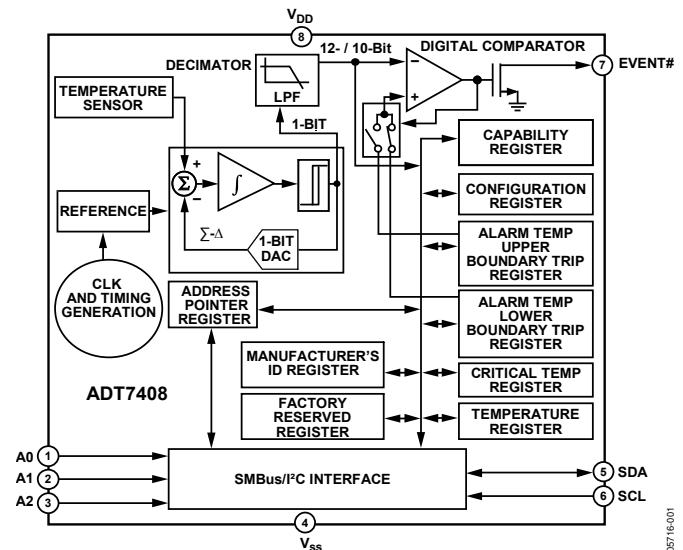 V_DD
8
12- / 10-Bit
DIGITAL COMPARATOR
DECIMATOR
LPF
1-BIT
7
EVENT#
−
+
TEMPERATURE
SENSOR
+
Σ
−
∫
REFERENCE
Σ-Δ
1-BIT
DAC
CLK
AND TIMING
GENERATION
CAPABILITY
REGISTER
CONFIGURATION
REGISTER
ALARM TEMP
UPPER
BOUNDARY TRIP
REGISTER
ADDRESS
POINTER
REGISTER
ALARM TEMP
LOWER
BOUNDARY TRIP
REGISTER
MANUFACTURER'S
ID REGISTER
CRITICAL TEMP
REGISTER
ADT7408
FACTORY
RESERVED
REGISTER
TEMPERATURE
REGISTER
A0 1
A1 2
A2 3
SMBus/I²C INTERFACE
5 SDA
6 SCL
4
V_SS
05716-001